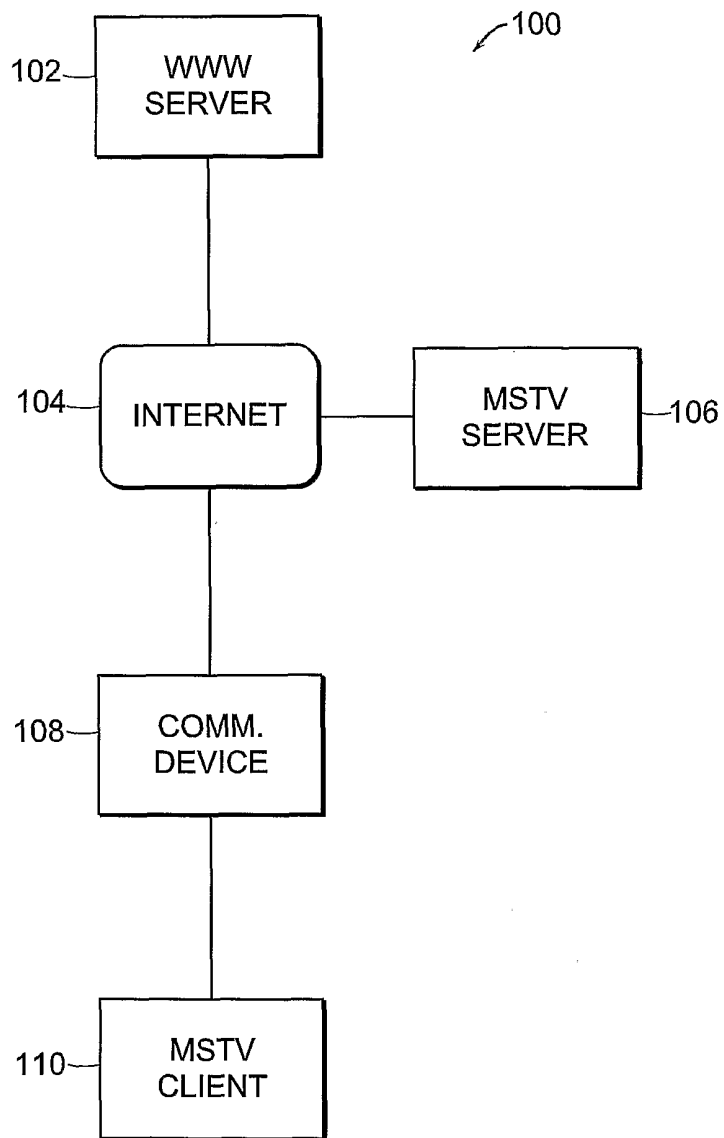 100
102
WWW
SERVER
104
INTERNET
MSTV
SERVER
106
108
COMM.
DEVICE
110
MSTV
CLIENT